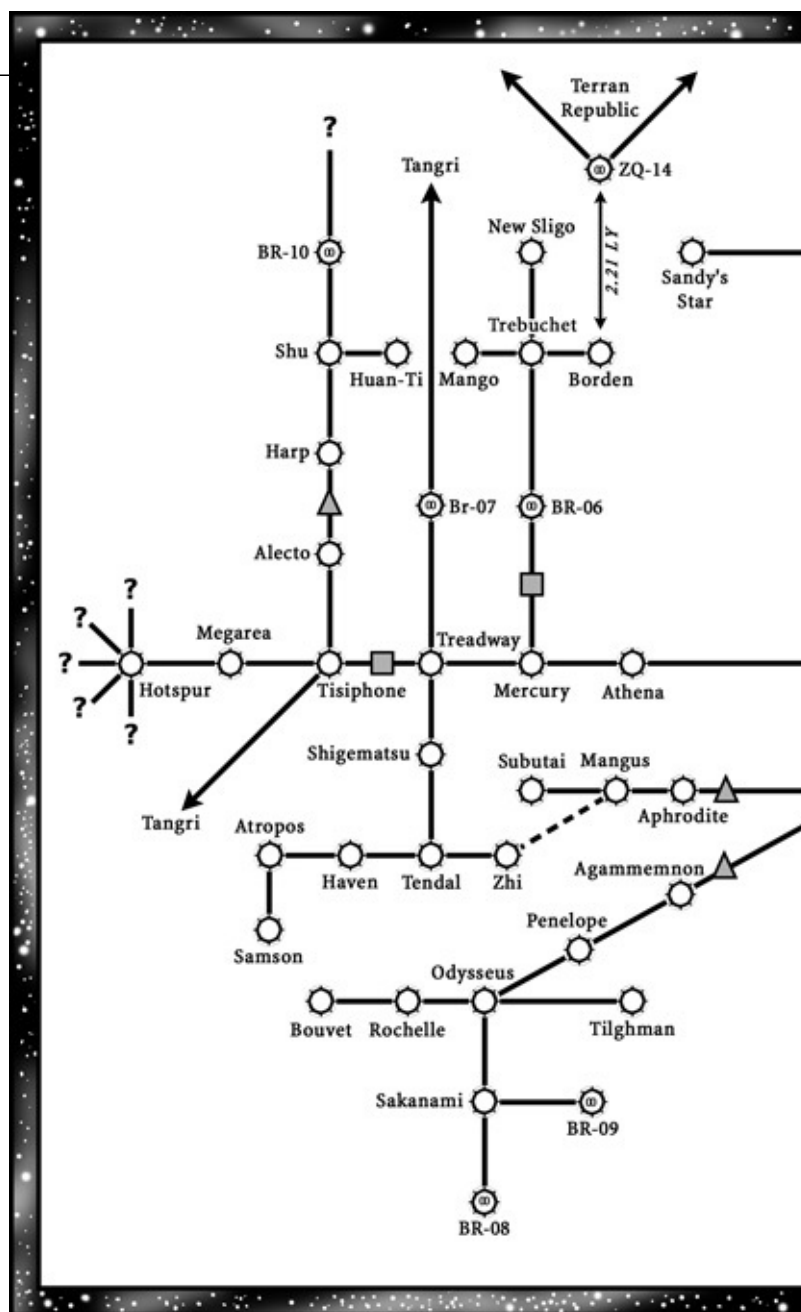 Terran
Republic
?
Tangri
ZQ-14
New Sligo
BR-10
2.21 LY
Sandy's
Star
Trebuchet
Shu
Huan-Ti
Mango
Borden
Harp
Br-07
BR-06
Alecto
?
?
Megarea
Treadway
?
Hotspur
Tisiphone
Mercury
Athena
?
?
Shigematsu
Subutai
Mangus
Aphrodite
Tangri
Atropos
Haven
Tendal
Zhi
Agammemnon
Penelope
Samson
Odysseus
Bouvet
Rochelle
Tilghman
Sakanami
BR-09
BR-08